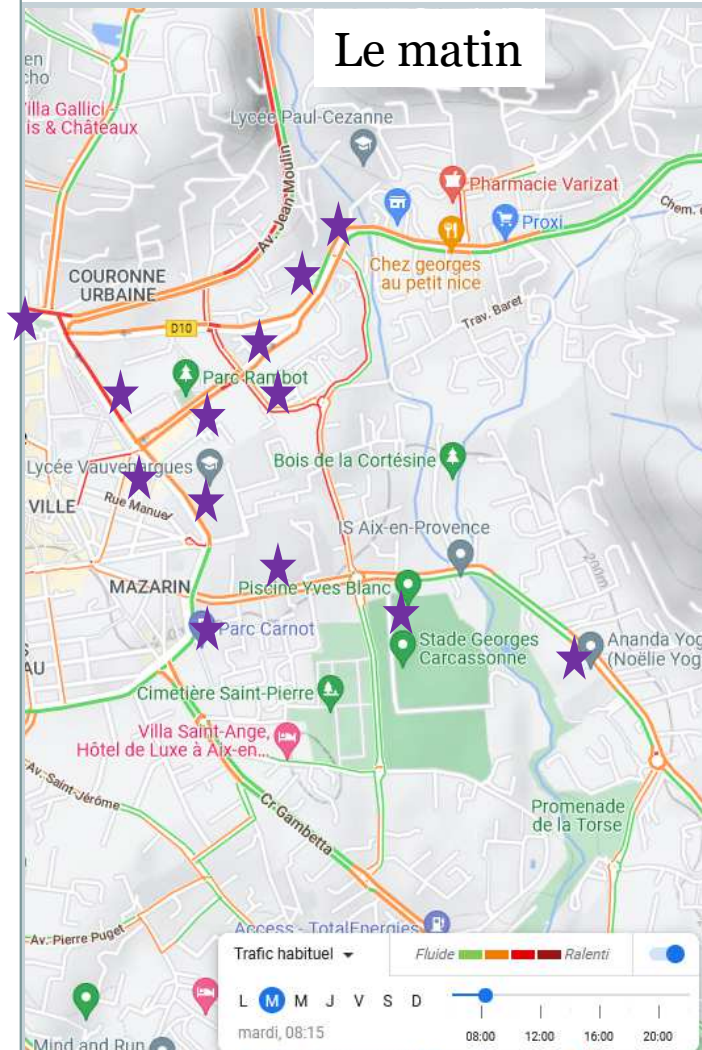 Le matin
Villa Gallici
is & Châteaux
Lycée Paul-Cezanne
Av. Jean Moulin
Pharmacie Varizat
Proxi
Chem.
Chez georges
au petit nice
COURONNE
URBAINE
D10
Trav. Baret
Parc Rambot
Lycée Vauvenargues
Bois de la Cortésine
Rue Manuel
VILLE
IS Aix-en-Provence
200m
MAZARIN
Piscine Yves Blanc
Parc Carnot
Stade Georges
Carcassonne
Ananda Yog
(Noëlie Yog
AU
Cimetière Saint-Pierre
Villa Saint-Ange,
Hôtel de Luxe à Aix-en...
Av. Saint-Jérôme
Cr Gambetta
Promenade
de la Torse
Av. Pierre Puget
Access - TotalEnergies
Mind and Run
Trafic habituel
Fluide
Ralenti
L M M J V S D
mardi, 08:15
08:00 12:00 16:00 20:00